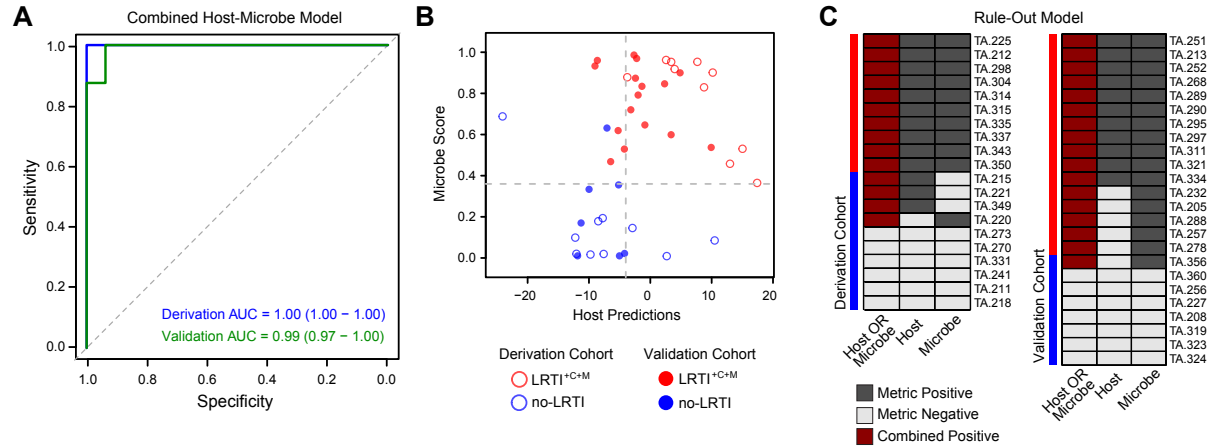 A
Combined Host-Microbe Model
1.0
0.8
0.6
0.4
0.2
0.0
Sensitivity
Derivation AUC = 1.00 (1.00 − 1.00)
Validation AUC = 0.99 (0.97 − 1.00)
1.0 0.8 0.6 0.4 0.2 0.0
Specificity
B
1.0
0.8
0.6
0.4
0.2
0.0
Microbe Score
−20 −10 0 10 20
Host Predictions
Derivation Cohort
LRTI+C+M
no-LRTI
Validation Cohort
LRTI+C+M
no-LRTI
C
Rule-Out Model
Derivation Cohort
TA.225
TA.212
TA.298
TA.304
TA.314
TA.315
TA.335
TA.337
TA.343
TA.350
TA.215
TA.221
TA.349
TA.220
TA.273
TA.270
TA.331
TA.241
TA.211
TA.218
Host OR
Microbe
Host
Microbe
Validation Cohort
TA.251
TA.213
TA.252
TA.268
TA.289
TA.290
TA.295
TA.297
TA.311
TA.321
TA.334
TA.232
TA.205
TA.288
TA.257
TA.278
TA.356
TA.360
TA.256
TA.227
TA.208
TA.319
TA.323
TA.324
Host OR
Microbe
Host
Microbe
Metric Positive
Metric Negative
Combined Positive